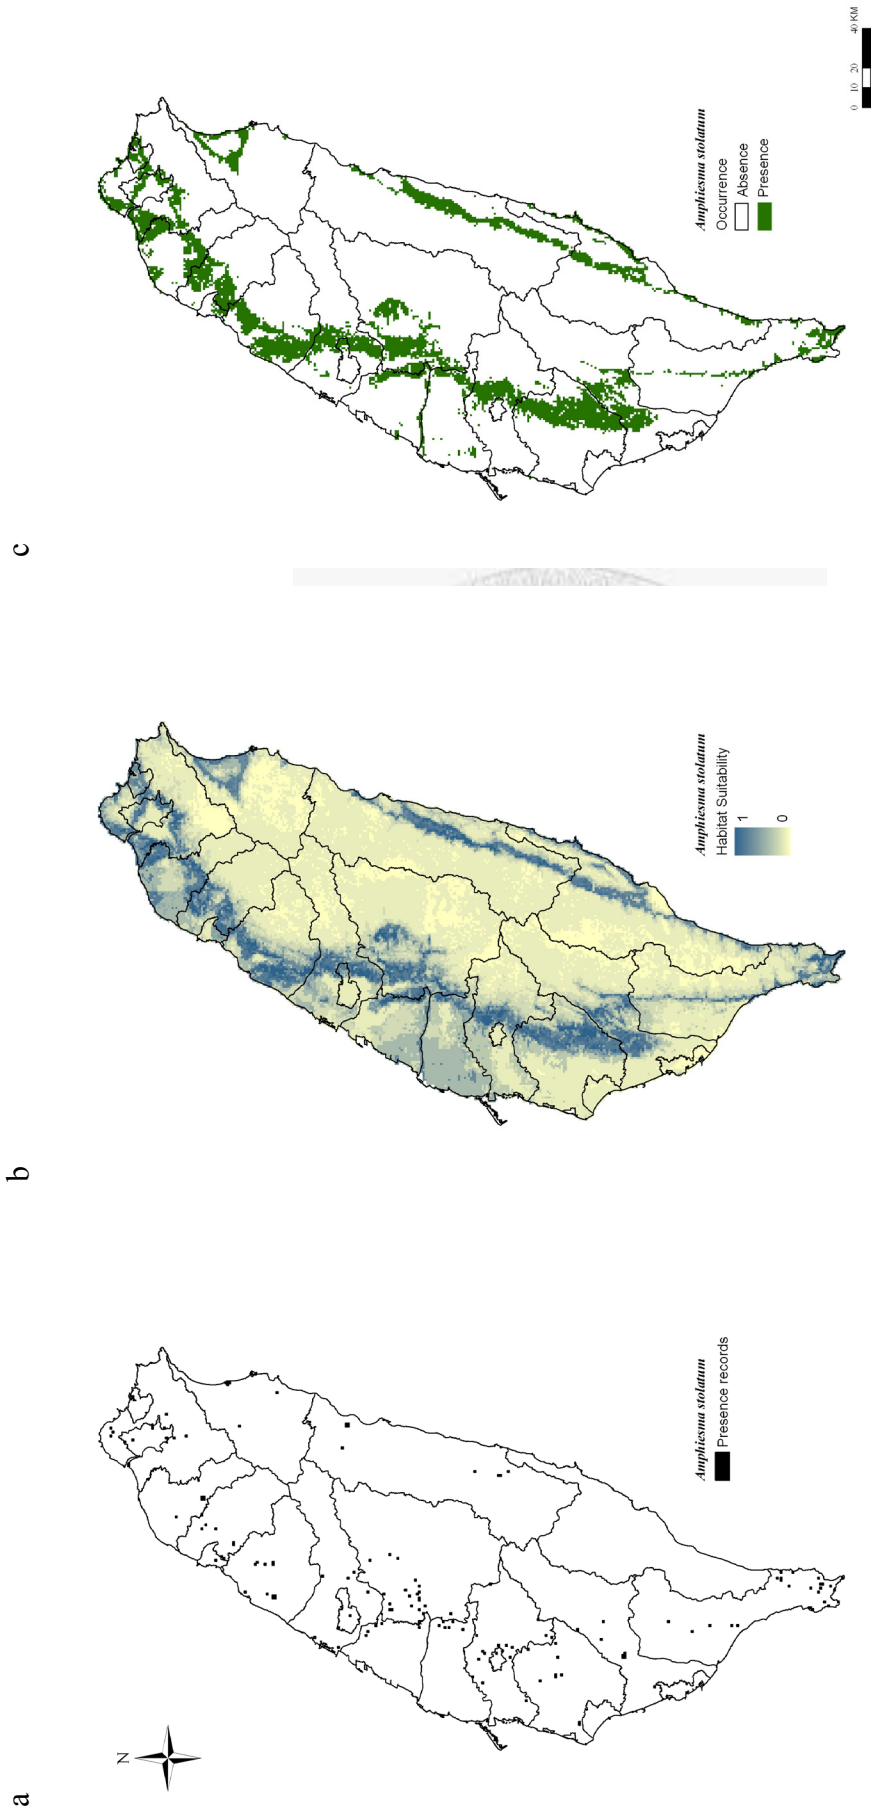 a
N
Amphiesma stolatum
Presence records
b
Amphiesma stolatum
Habitat Suitability
1
0
c
Amphiesma stolatum
Occurrence
Absence
Presence
0 10 20 40 KM